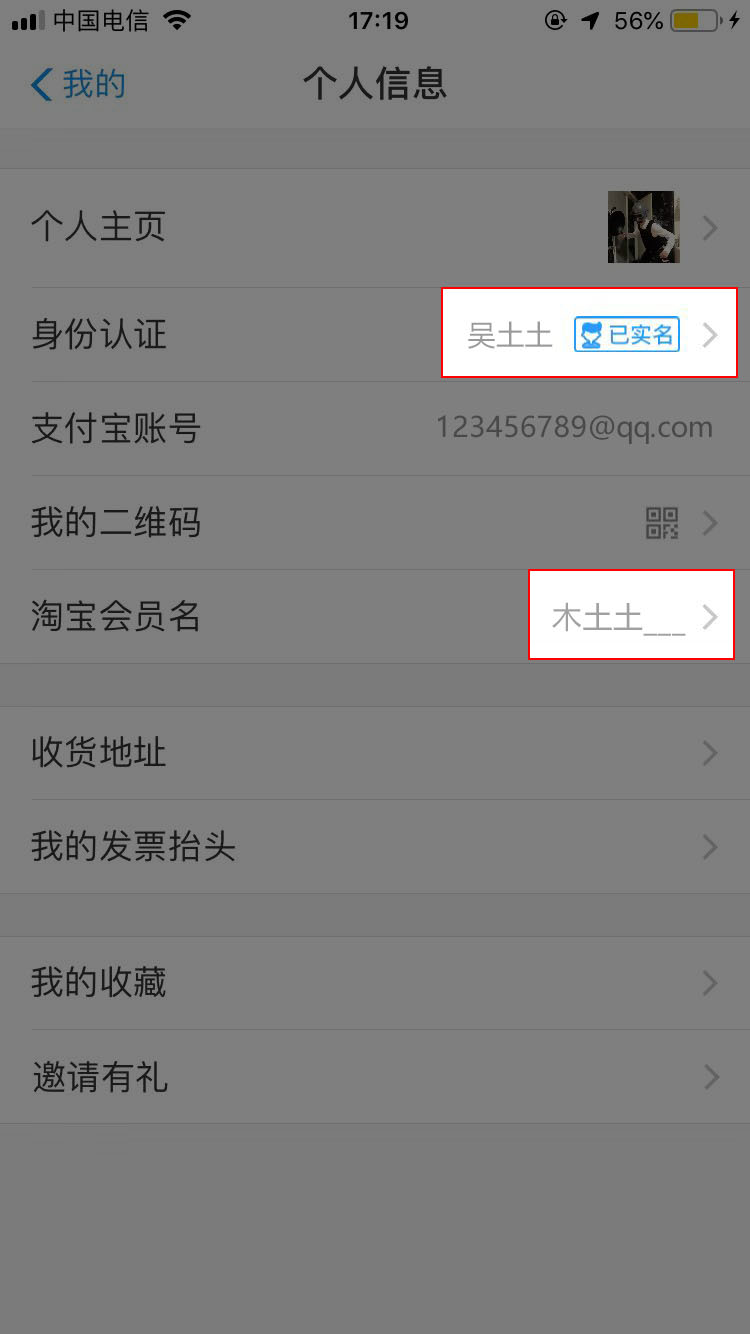 中国电信 17:19 56%
我的 个人信息
个人主页
身份认证 吴土土 已实名
支付宝账号 123456789@qq.com
我的二维码
淘宝会员名 木土土___
收货地址
我的发票抬头
我的收藏
邀请有礼